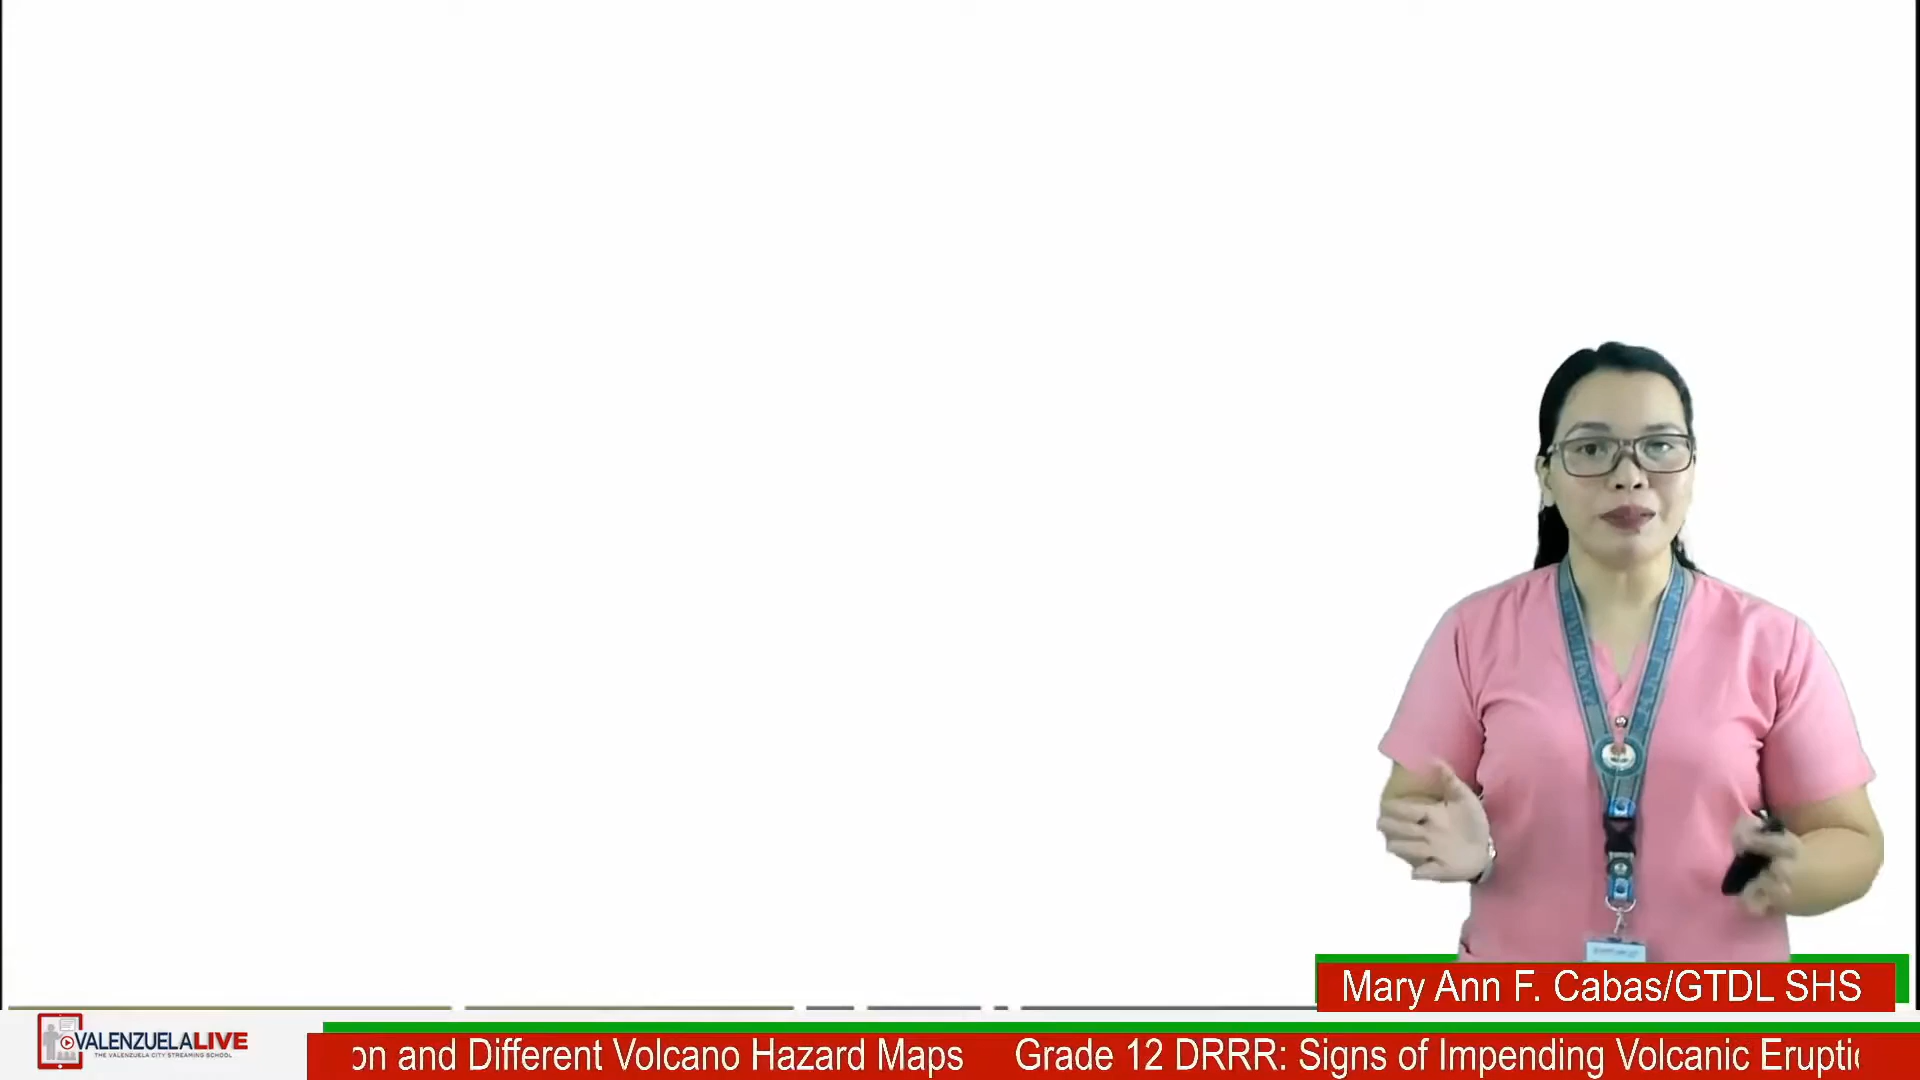 Mary Ann F. Cabas/GTDL SHS
VALENZUELALIVE
THE VALENZUELA CITY STREAMING SCHOOL
on and Different Volcano Hazard Maps Grade 12 DRRR: Signs of Impending Volcanic Erupti